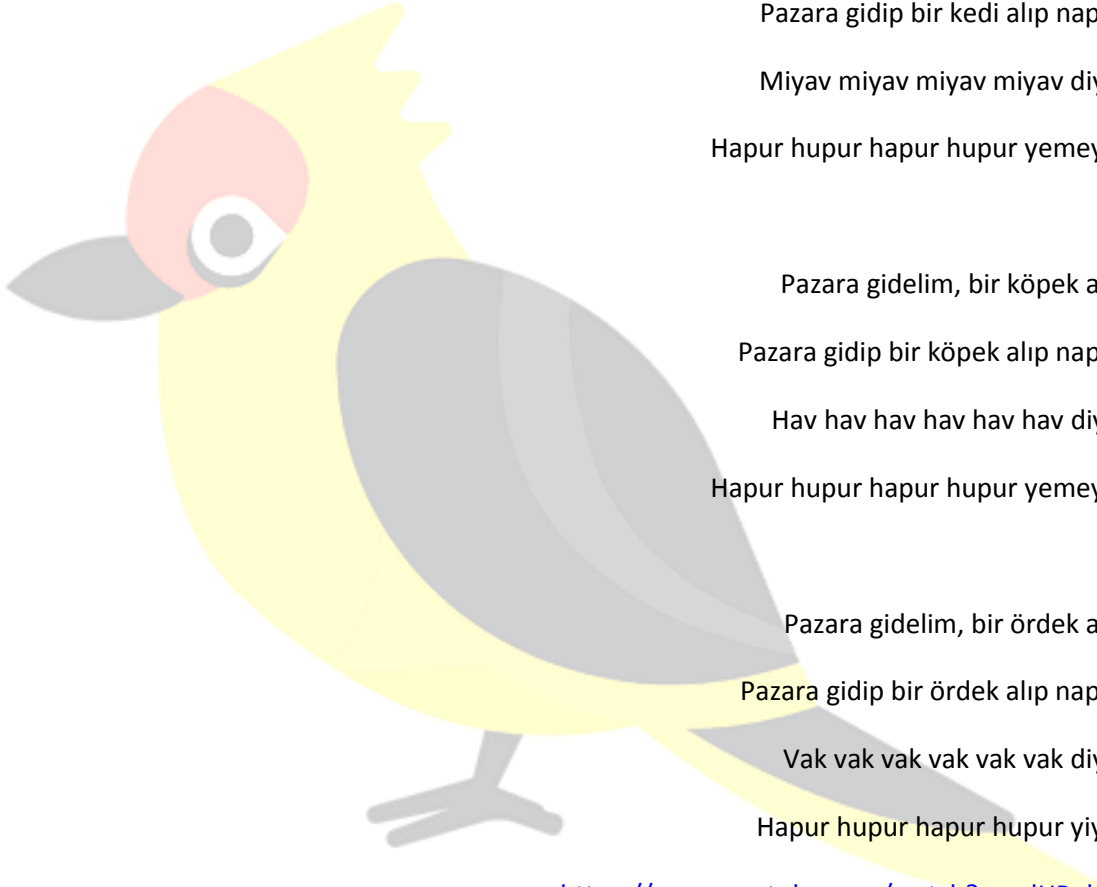 Pazara gidip bir kedi alıp nap
Miyav miyav miyav miyav diy
Hapur hupur hapur hupur yemey
Pazara gidelim, bir köpek a
Pazara gidip bir köpek alıp nap
Hav hav hav hav hav hav diy
Hapur hupur hapur hupur yemey
Pazara gidelim, bir ördek a
Pazara gidip bir ördek alıp nap
Vak vak vak vak vak vak diy
Hapur hupur hapur hupur yiy